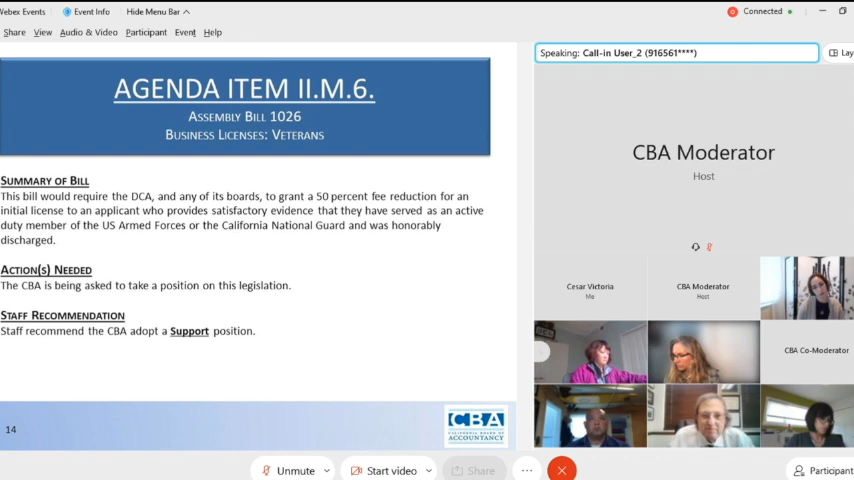 Webex Events
Event Info
Hide Menu Bar
Connected
Share View Audio & Video Participant Event Help
Speaking: Call-in User_2 (916561****)
Lay
AGENDA ITEM II.M.6.
ASSEMBLY BILL 1026
BUSINESS LICENSES: VETERANS
SUMMARY OF BILL
This bill would require the DCA, and any of its boards, to grant a 50 percent fee reduction for an
initial license to an applicant who provides satisfactory evidence that they have served as an active
duty member of the US Armed Forces or the California National Guard and was honorably
discharged.
ACTION(S) NEEDED
The CBA is being asked to take a position on this legislation.
STAFF RECOMMENDATION
Staff recommend the CBA adopt a Support position.
14
CBA
CALIFORNIA BOARD OF
ACCOUNTANCY
CBA Moderator
Host
Cesar Victoria
Me
CBA Moderator
Host
CBA Co-Moderator
Unmute
Start video
Share
Participant